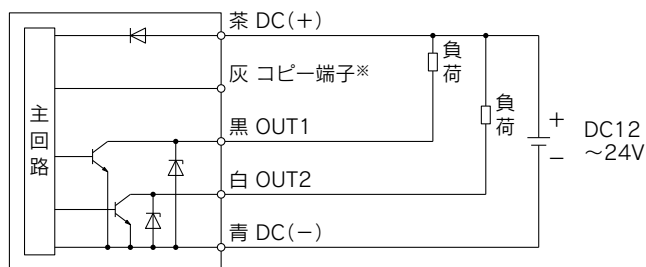 茶 DC(+)
灰 コピー端子※
負荷
負荷
主回路
黒 OUT1
+
DC12
−
~24V
白 OUT2
青 DC(−)